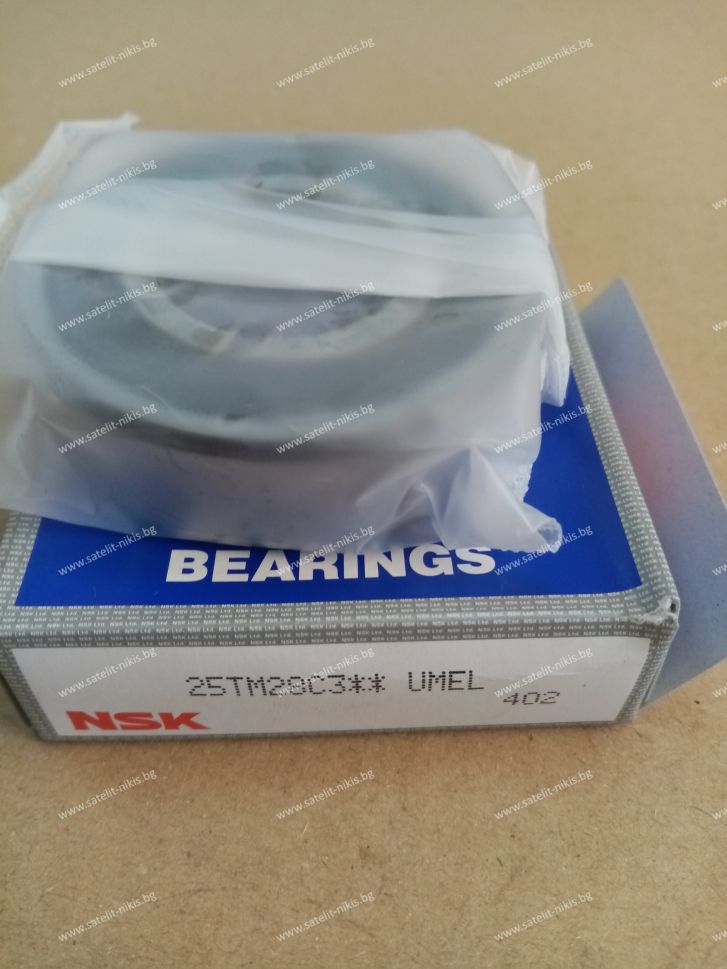 BEARINGS
25TM28C3** UMEL
402
NSK
www.satelit-nikis.bg